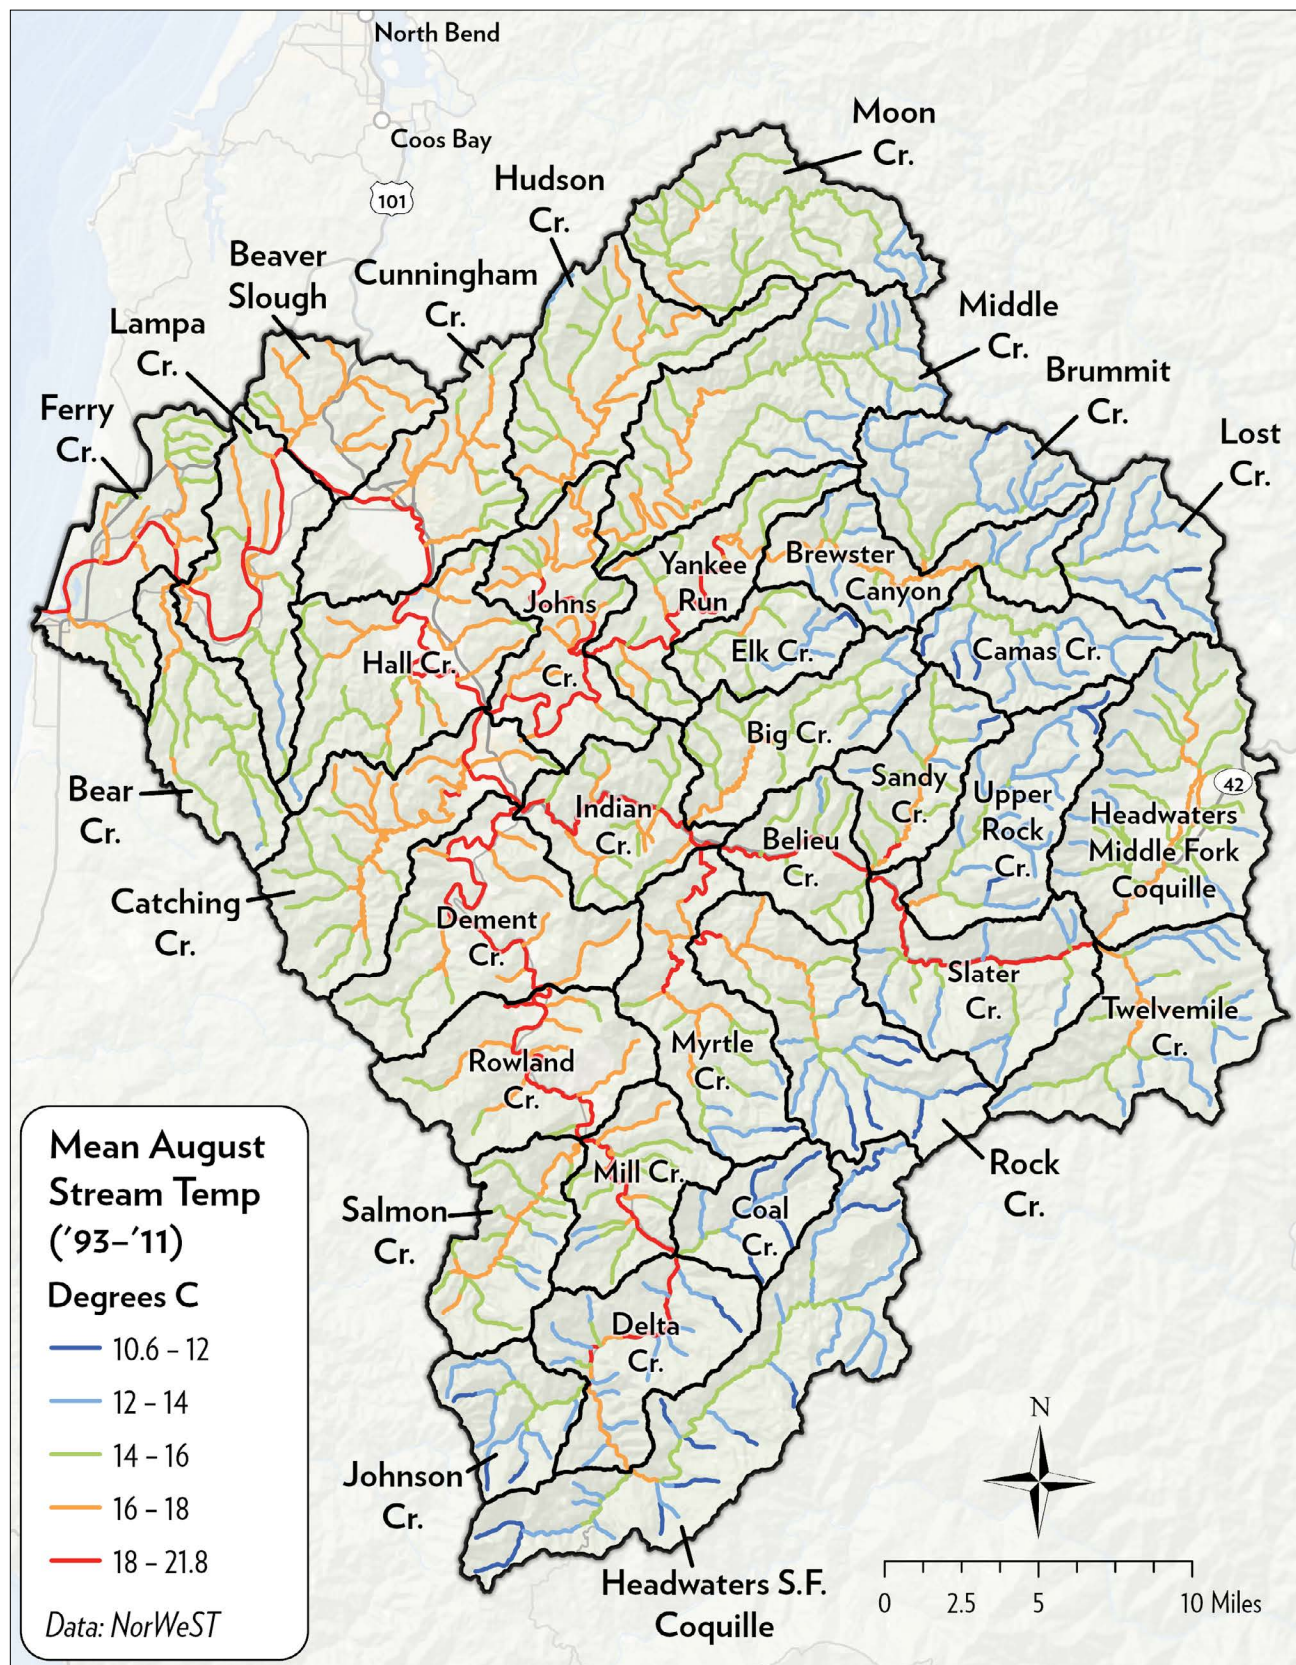 North Bend
Coos Bay
101
Moon
Cr.
Hudson
Cr.
Beaver
Slough
Cunningham
Cr.
Lampa
Cr.
Middle
Cr.
Ferry
Cr.
Brummit
Cr.
Lost
Cr.
Yankee
Run
Brewster
Canyon
Johns
Cr.
Hall Cr.
Elk Cr.
Camas Cr.
Big Cr.
Sandy
Cr.
Upper
Rock
Cr.
42
Headwaters
Middle Fork
Coquille
Bear
Cr.
Indian
Cr.
Belieu
Cr.
Catching
Cr.
Dement
Cr.
Slater
Cr.
Twelvemile
Cr.
Rowland
Cr.
Myrtle
Cr.
Rock
Cr.
Mill Cr.
Salmon
Cr.
Coal
Cr.
Delta
Cr.
Johnson
Cr.
Headwaters S.F.
Coquille
Mean August
Stream Temp
('93–'11)
Degrees C
10.6 – 12
12 – 14
14 – 16
16 – 18
18 – 21.8
Data: NorWeST
N
0 2.5 5 10 Miles